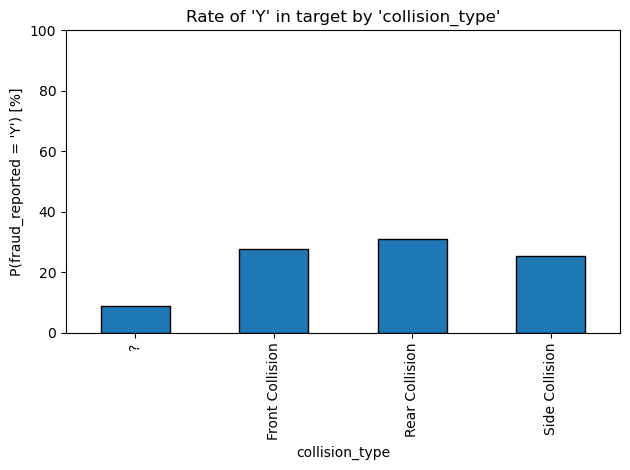 Rate of 'Y' in target by 'collision_type'
P(fraud_reported = 'Y') [%]
100
80
60
40
20
0
?
Front Collision
Rear Collision
Side Collision
collision_type